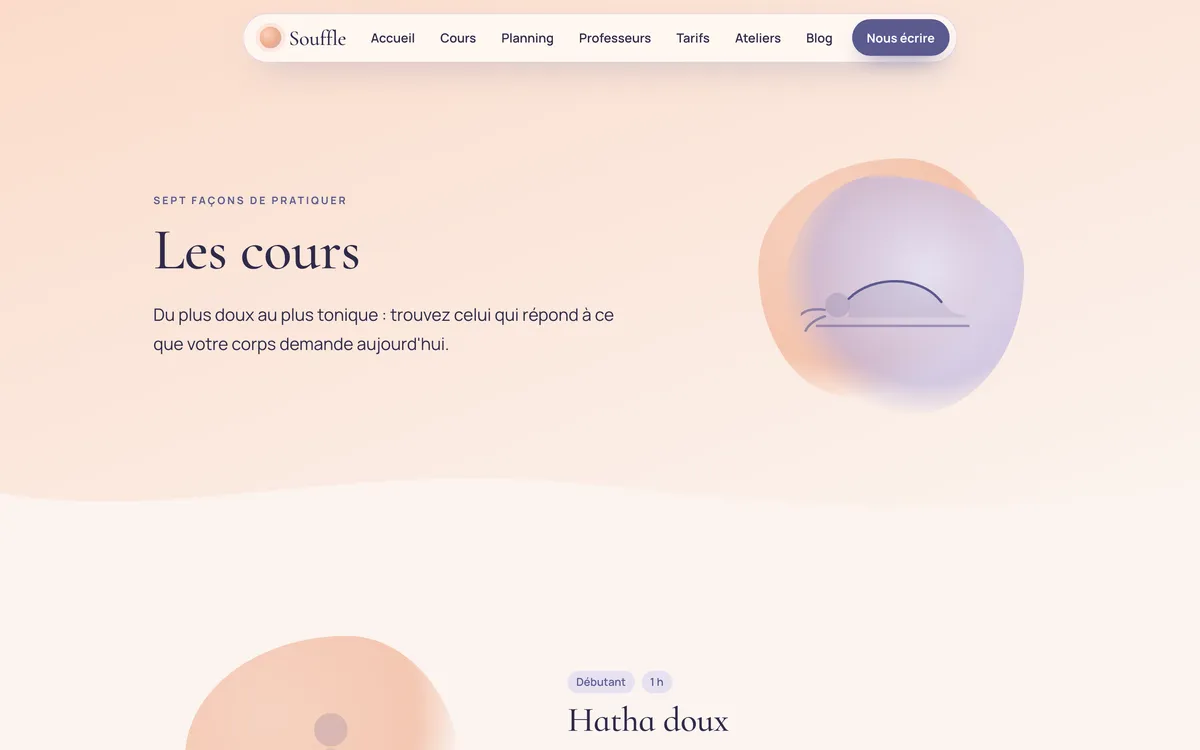 Souffle
Accueil
Cours
Planning
Professeurs
Tarifs
Ateliers
Blog
Nous écrire
SEPT FAÇONS DE PRATIQUER
Les cours
Du plus doux au plus tonique : trouvez celui qui répond à ce
que votre corps demande aujourd'hui.
Débutant
1 h
Hatha doux